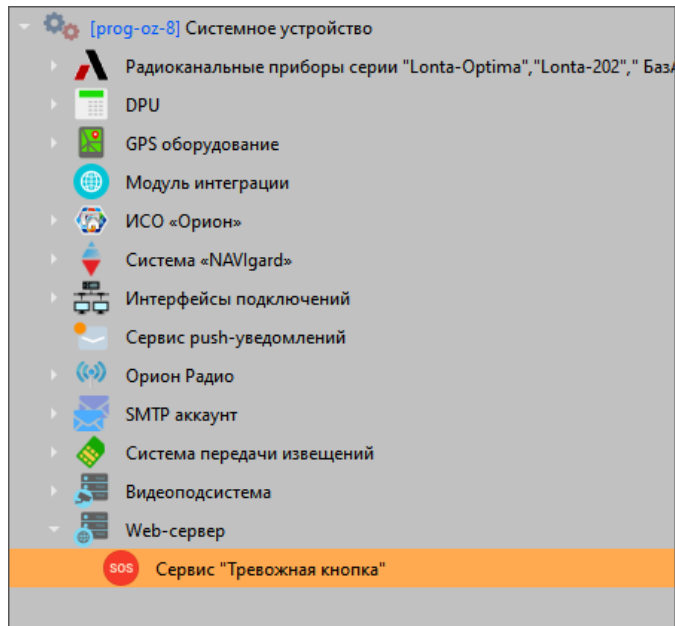 [prog-oz-8] Системное устройство
Радиоканальные приборы серии "Lonta-Optima","Lonta-202"," Баз
DPU
GPS оборудование
Модуль интеграции
ИСО «Орион»
Система «NAVIgard»
Интерфейсы подключений
Сервис push-уведомлений
Орион Радио
SMTP аккаунт
Система передачи извещений
Видеоподсистема
Web-сервер
SOS Сервис "Тревожная кнопка"